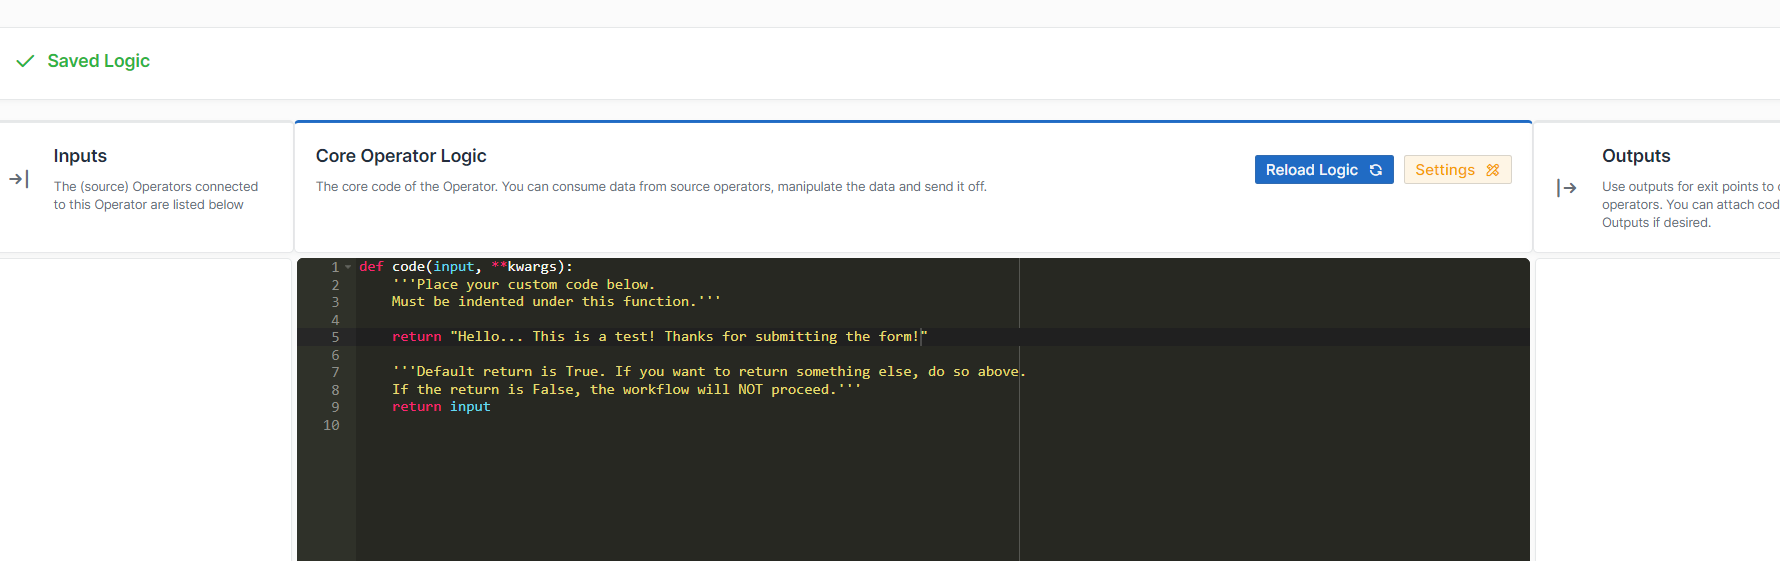 Saved Logic
Inputs
The (source) Operators connected
to this Operator are listed below
Core Operator Logic
The core code of the Operator. You can consume data from source operators, manipulate the data and send it off.
Reload Logic
Settings
Outputs
Use outputs for exit points to
operators. You can attach cod
Outputs if desired.
1 def code(input, **kwargs):
2 '''Place your custom code below.
3 Must be indented under this function.'''
4
5 return "Hello... This is a test! Thanks for submitting the form!"
6
7 '''Default return is True. If you want to return something else, do so above.
8 If the return is False, the workflow will NOT proceed.'''
9 return input
10